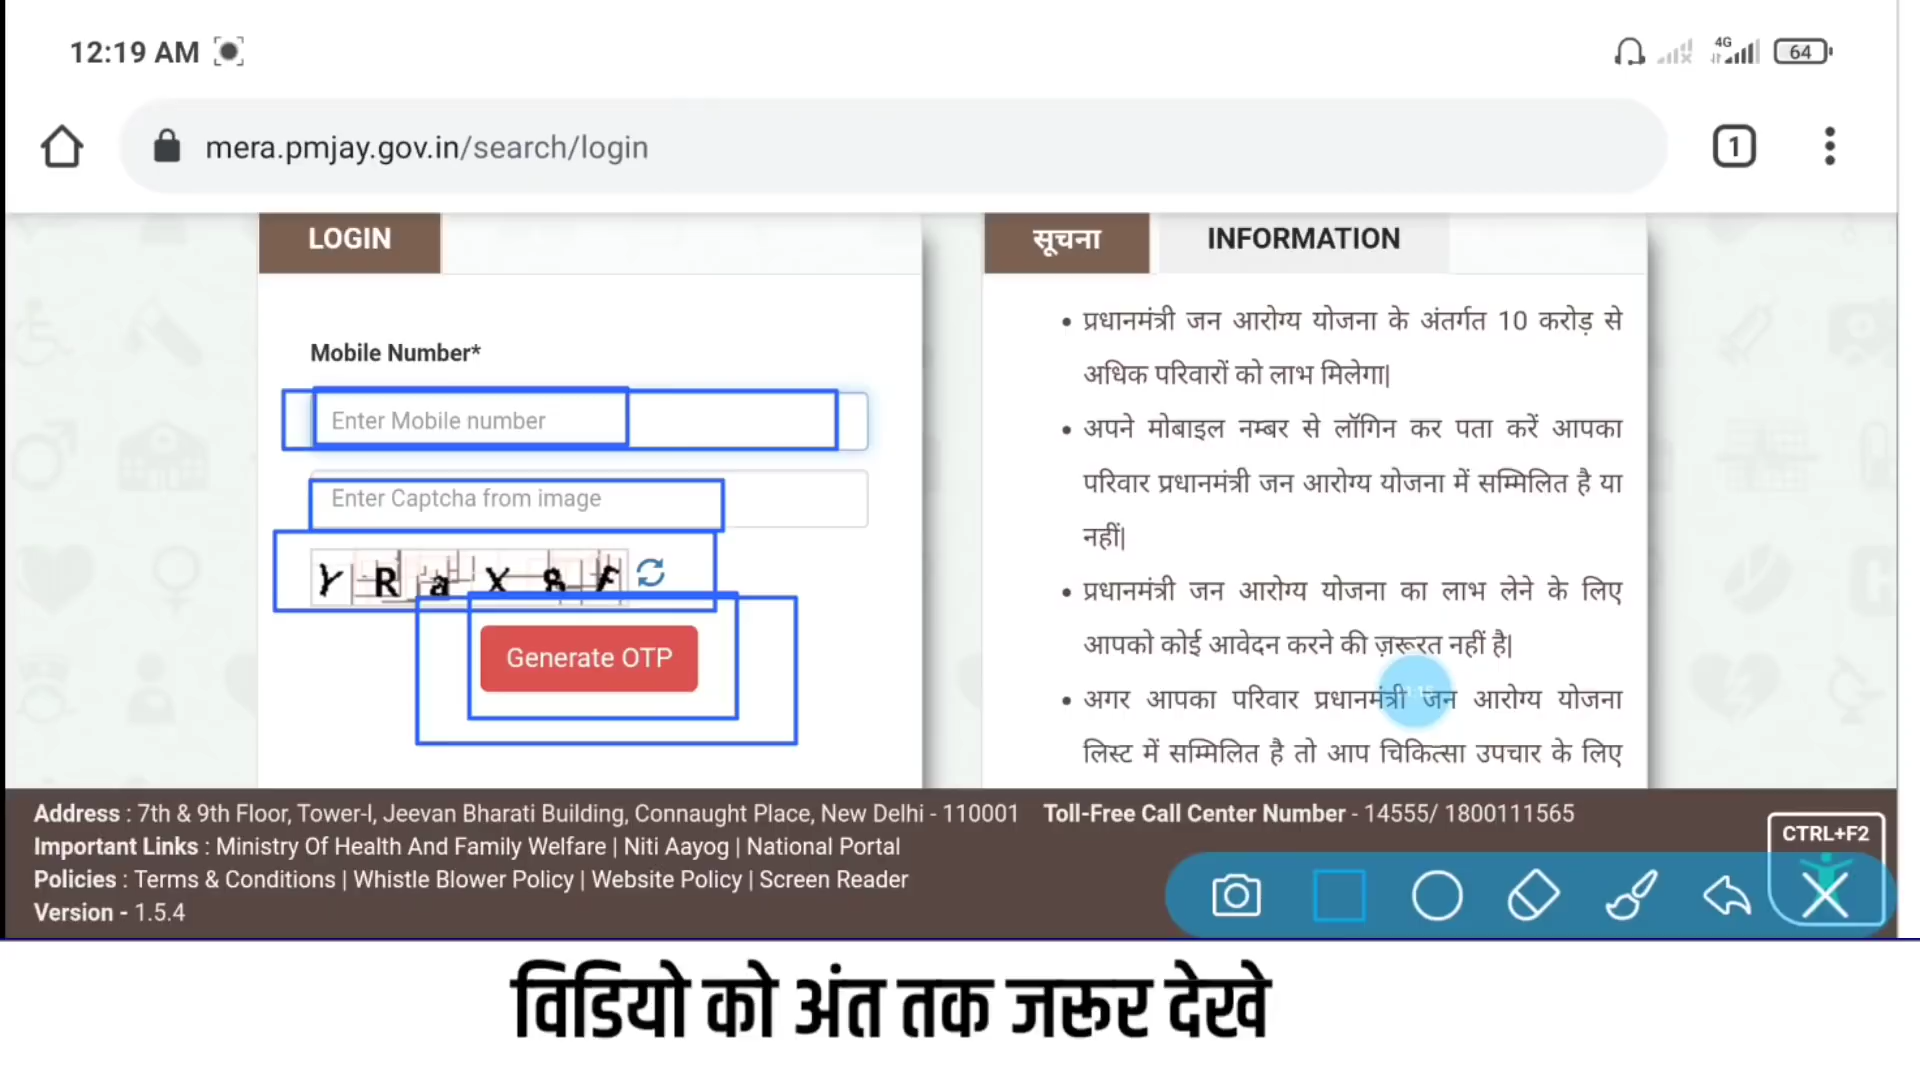 12:19 AM
4G
64
mera.pmjay.gov.in/search/login
1
LOGIN
Mobile Number*
Enter Mobile number
Enter Captcha from image
Y R a X 8 F
Generate OTP
सूचना
INFORMATION
• प्रधानमंत्री जन आरोग्य योजना के अंतर्गत 10 करोड़ से
अधिक परिवारों को लाभ मिलेगा|
• अपने मोबाइल नम्बर से लॉगिन कर पता करें आपका
परिवार प्रधानमंत्री जन आरोग्य योजना में सम्मिलित है या
नहीं|
• प्रधानमंत्री जन आरोग्य योजना का लाभ लेने के लिए
आपको कोई आवेदन करने की ज़रूरत नहीं है|
• अगर आपका परिवार प्रधानमंत्री जन आरोग्य योजना
लिस्ट में सम्मिलित है तो आप चिकित्सा उपचार के लिए
Address : 7th & 9th Floor, Tower-I, Jeevan Bharati Building, Connaught Place, New Delhi - 110001 Toll-Free Call Center Number - 14555/ 1800111565
Important Links : Ministry Of Health And Family Welfare | Niti Aayog | National Portal
Policies : Terms & Conditions | Whistle Blower Policy | Website Policy | Screen Reader
Version - 1.5.4
CTRL+F2
विडियो को अंत तक जरूर देखे